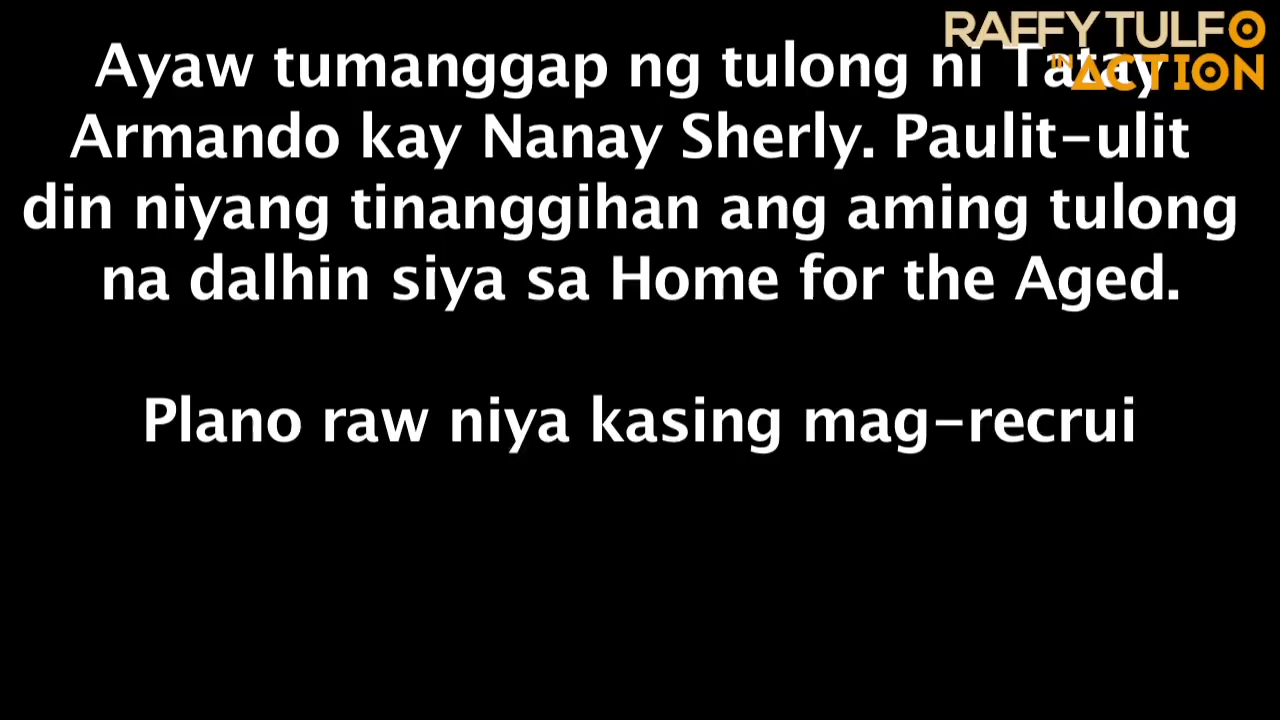 RAFFY TULFO
IN ACTION
Ayaw tumanggap ng tulong ni Tatay
Armando kay Nanay Sherly. Paulit-ulit
din niyang tinanggihan ang aming tulong
na dalhin siya sa Home for the Aged.
Plano raw niya kasing mag-recrui